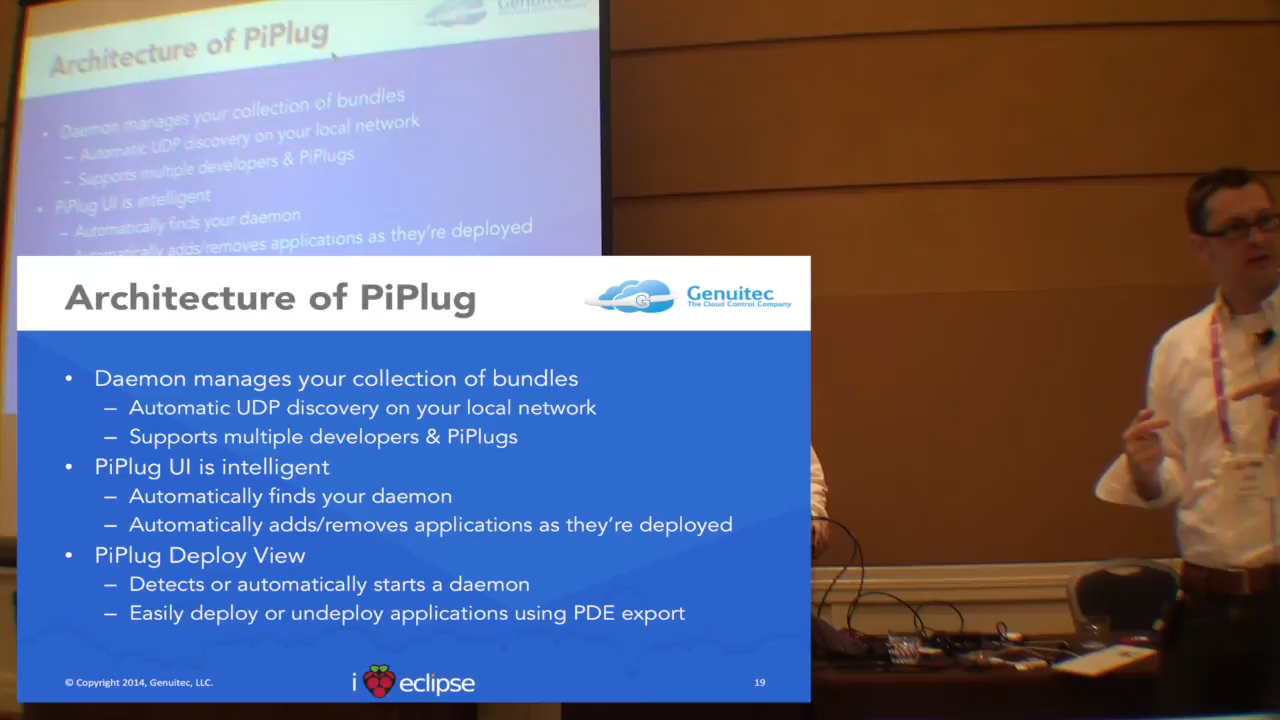 Architecture of PiPlug
Genuitec
• Daemon manages your collection of bundles
– Automatic UDP discovery on your local network
– Supports multiple developers & PiPlugs
• PiPlug UI is intelligent
– Automatically finds your daemon
– Automatically adds/removes applications as they're deployed
Architecture of PiPlug
Genuitec
The Cloud Control Company
• Daemon manages your collection of bundles
– Automatic UDP discovery on your local network
– Supports multiple developers & PiPlugs
• PiPlug UI is intelligent
– Automatically finds your daemon
– Automatically adds/removes applications as they're deployed
• PiPlug Deploy View
– Detects or automatically starts a daemon
– Easily deploy or undeploy applications using PDE export
© Copyright 2014, Genuitec, LLC.
i eclipse
19